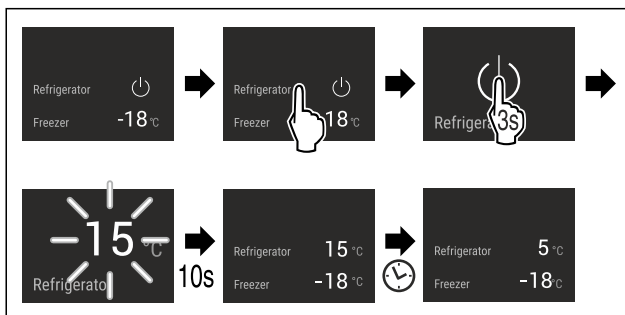 Refrigerator
Freezer -18 °C
Refrigerator
Freezer 18 °C
Refrigera 3s
15 °C
Refrigerato
10s
Refrigerator 15 °C
Freezer -18 °C
Refrigerator 5 °C
Freezer -18 °C